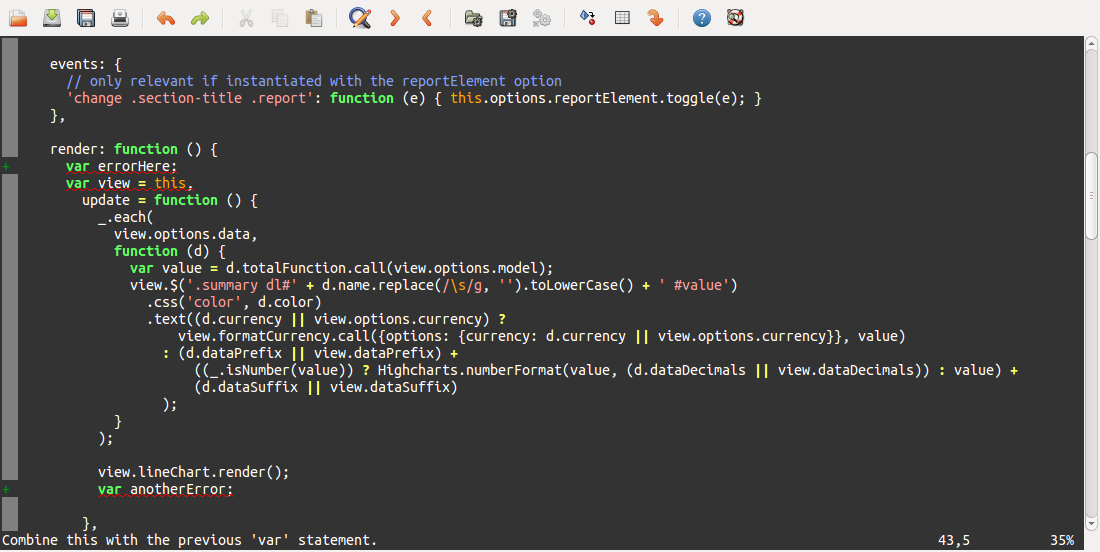 events: {
// only relevant if instantiated with the reportElement option
'change .section-title .report': function (e) { this.options.reportElement.toggle(e); }
},
render: function () {
+ var errorHere;
var view = this,
update = function () {
_.each(
view.options.data,
function (d) {
var value = d.totalFunction.call(view.options.model);
view.$('.summary dl#' + d.name.replace(/\s/g, '').toLowerCase() + ' #value')
.css('color', d.color)
.text((d.currency || view.options.currency) ?
view.formatCurrency.call({options: {currency: d.currency || view.options.currency}}, value)
: (d.dataPrefix || view.dataPrefix) +
((_.isNumber(value)) ? Highcharts.numberFormat(value, (d.dataDecimals || view.dataDecimals)) : value) +
(d.dataSuffix || view.dataSuffix)
);
}
);
view.lineChart.render();
+ var anotherError;
},
Combine this with the previous 'var' statement. 43,5 35%